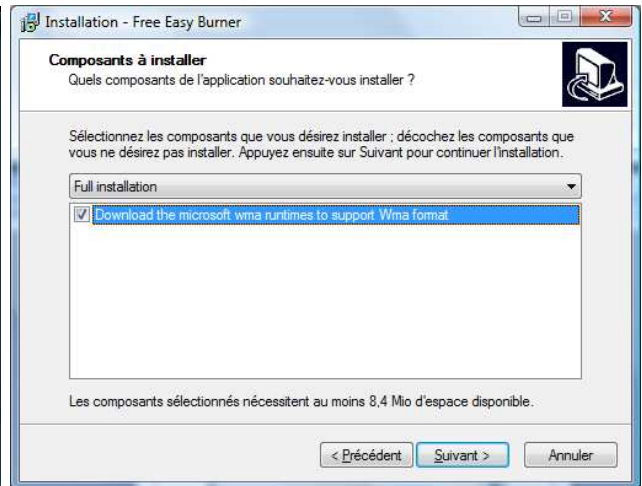 Installation - Free Easy Burner
Composants à installer
Quels composants de l'application souhaitez-vous installer ?
Sélectionnez les composants que vous désirez installer ; décochez les composants que
vous ne désirez pas installer. Appuyez ensuite sur Suivant pour continuer l'installation.
Full installation
Download the microsoft wma runtimes to support Wma format
Les composants sélectionnés nécessitent au moins 8,4 Mio d'espace disponible.
< Précédent
Suivant >
Annuler